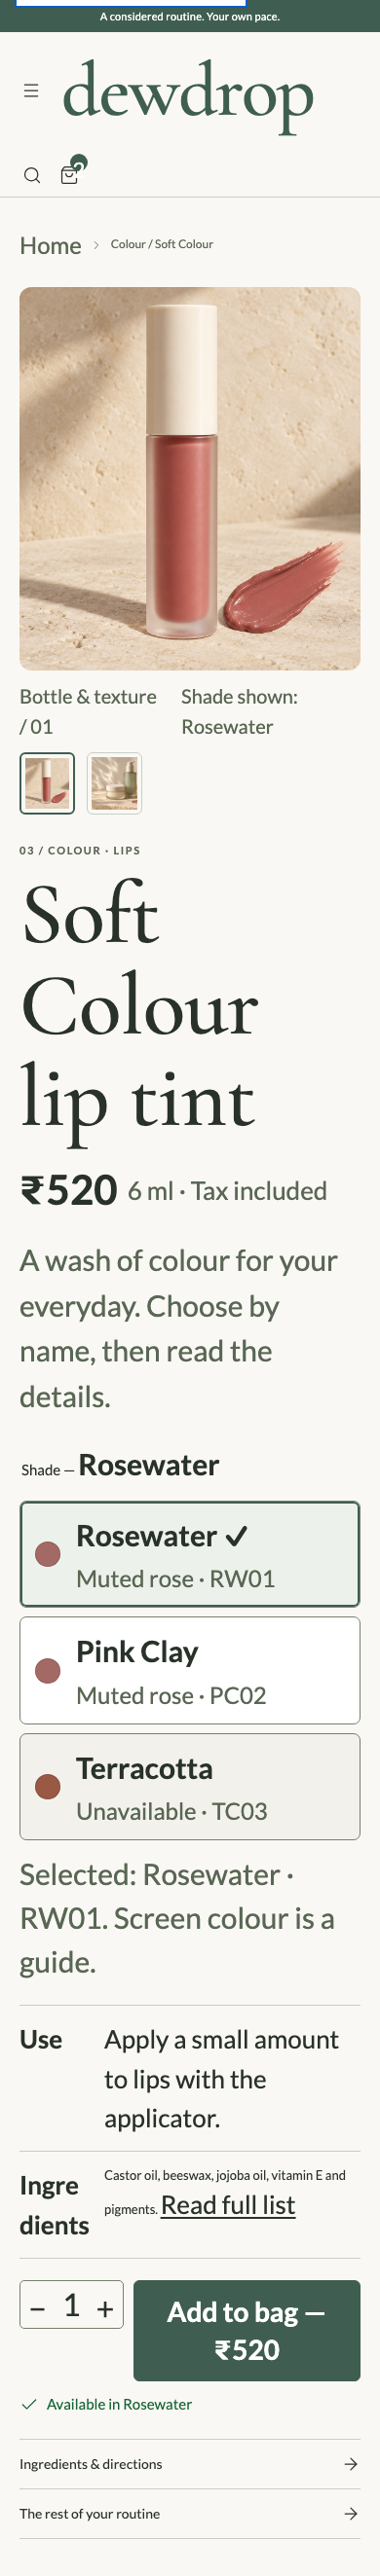 A considered routine. Your own pace.
dewdrop
Home
Colour / Soft Colour
Bottle & texture
/ 01
Shade shown:
Rosewater
03 / COLOUR · LIPS
Soft
Colour
lip tint
₹520 6 ml · Tax included
A wash of colour for your
everyday. Choose by
name, then read the
details.
Shade — Rosewater
Rosewater ✓
Muted rose · RW01
Pink Clay
Muted rose · PC02
Terracotta
Unavailable · TC03
Selected: Rosewater ·
RW01. Screen colour is a
guide.
Use
Apply a small amount
to lips with the
applicator.
Ingre
dients
Castor oil, beeswax, jojoba oil, vitamin E and
pigments. Read full list
− 1 +
Add to bag —
₹520
Available in Rosewater
Ingredients & directions
The rest of your routine